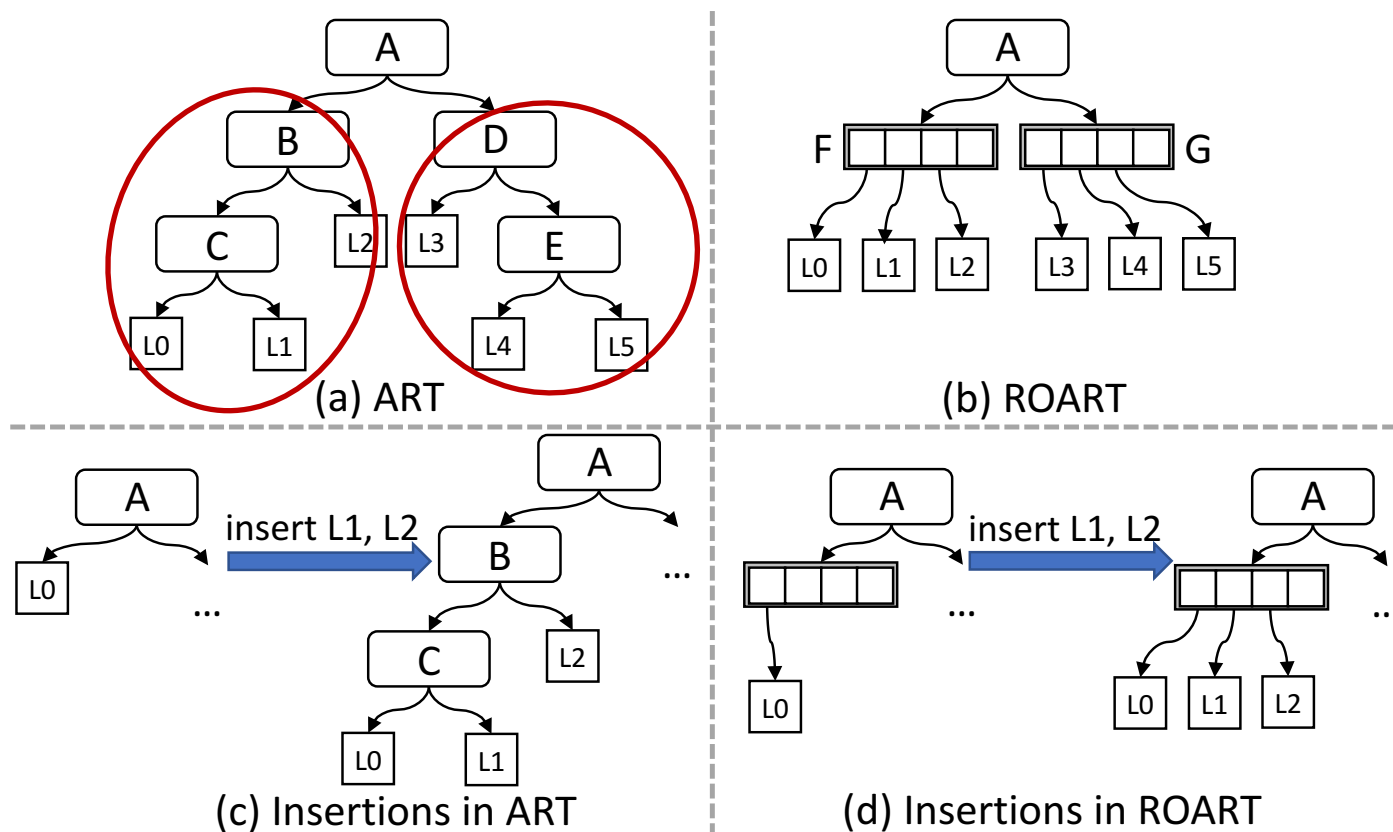 A
B
D
C
L2
L3
E
L0
L1
L4
L5
(a) ART
A
F
G
L0
L1
L2
L3
L4
L5
(b) ROART
A
L0
...
insert L1, L2
A
B
...
C
L2
L0
L1
(c) Insertions in ART
A
L0
...
insert L1, L2
A
..
L0
L1
L2
(d) Insertions in ROART